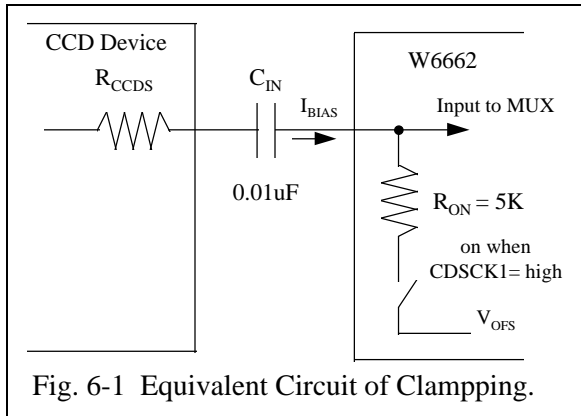 CCD Device
R_CCDS
C_IN
I_BIAS
0.01uF
W6662
Input to MUX
R_ON = 5K
on when
CDSCK1= high
V_OFS
Fig. 6-1 Equivalent Circuit of Clampping.